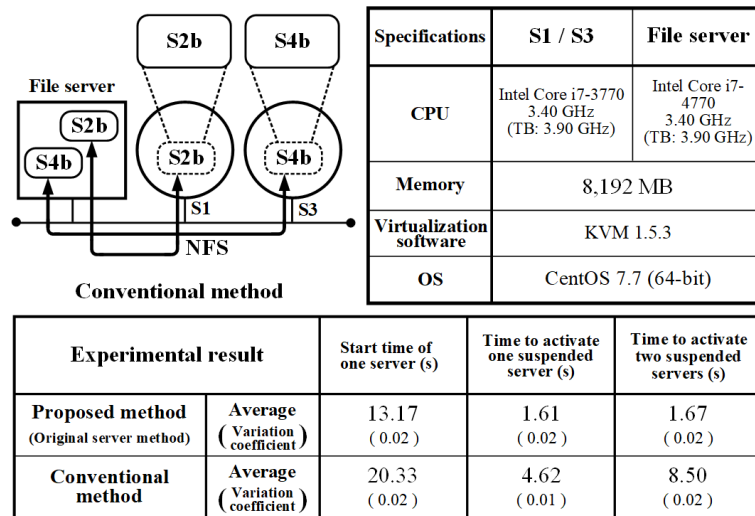 S2b
S4b
File server
S2b
S4b
S2b
S4b
S1
S3
NFS
Conventional method
Specifications S1 / S3 File server
CPU
Intel Core i7-3770
3.40 GHz
(TB: 3.90 GHz)
Intel Core i7-
4770
3.40 GHz
(TB: 3.90 GHz)
Memory 8,192 MB
Virtualization
software
KVM 1.5.3
OS CentOS 7.7 (64-bit)
Experimental result
Start time of
one server (s)
Time to activate
one suspended
server (s)
Time to activate
two suspended
servers (s)
Proposed method
(Original server method)
Average
(Variation
coefficient)
13.17 1.61 1.67
( 0.02 ) ( 0.02 ) ( 0.02 )
Conventional
method
Average
(Variation
coefficient)
20.33 4.62 8.50
( 0.02 ) ( 0.01 ) ( 0.02 )